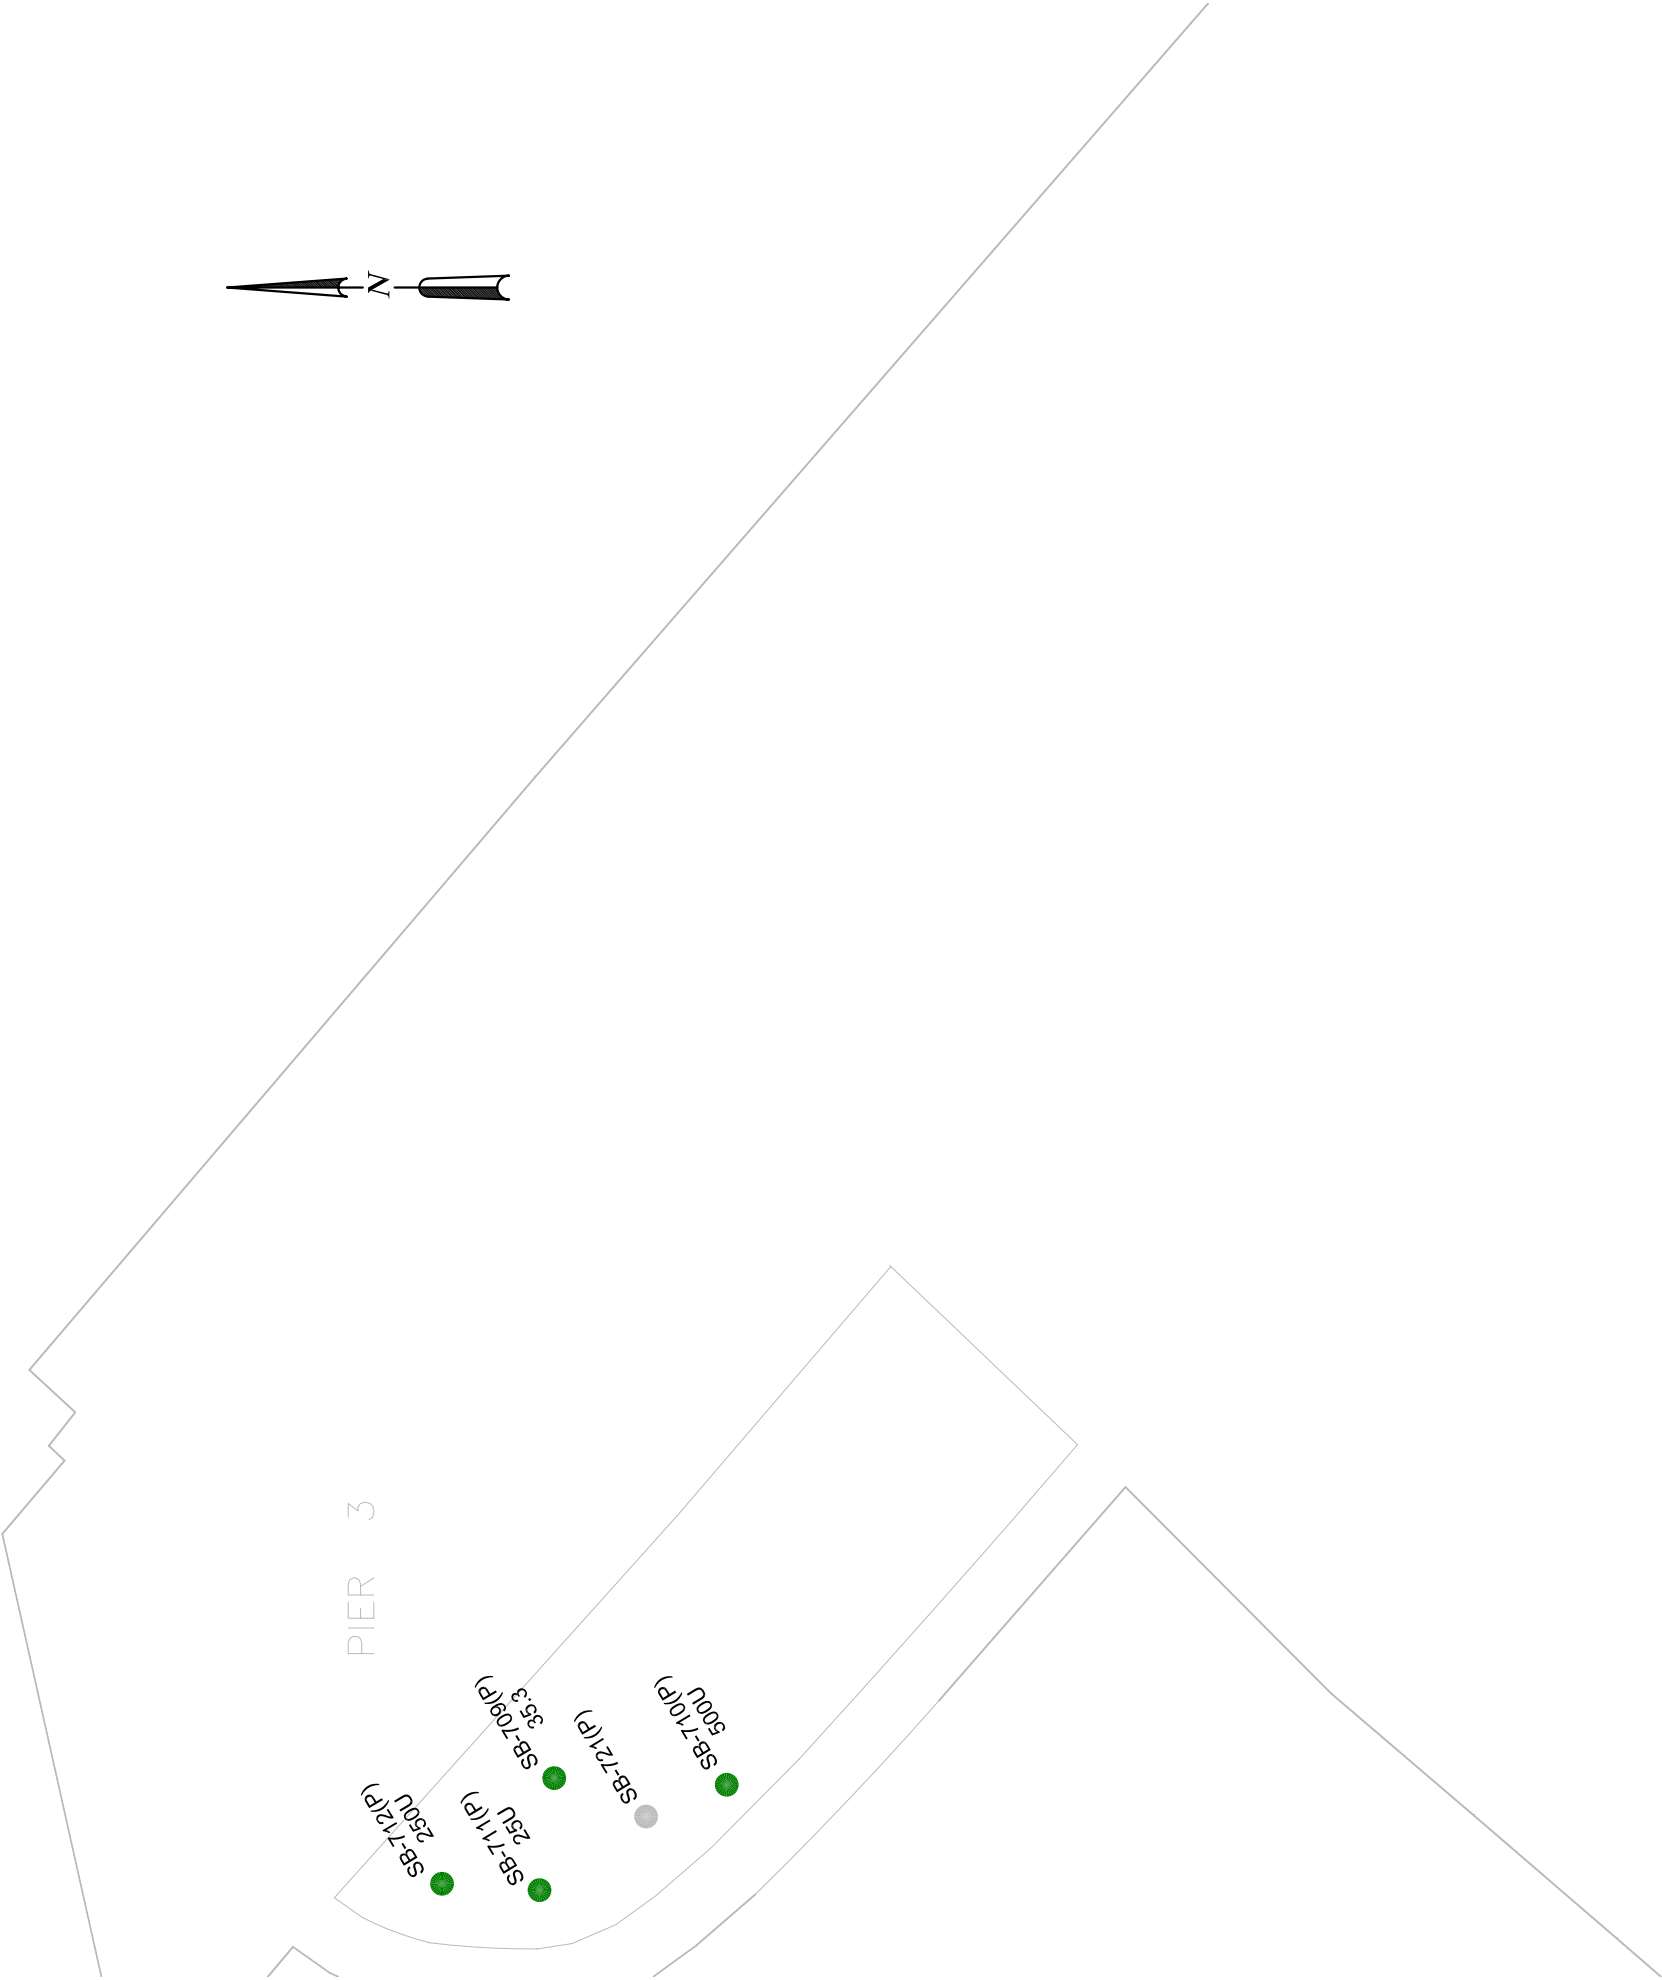 N
PIER 3
SB-709(P)
35.3
SB-710(P)
500U
SB-721(P)
SB-712(P)
250U
SB-711(P)
25U